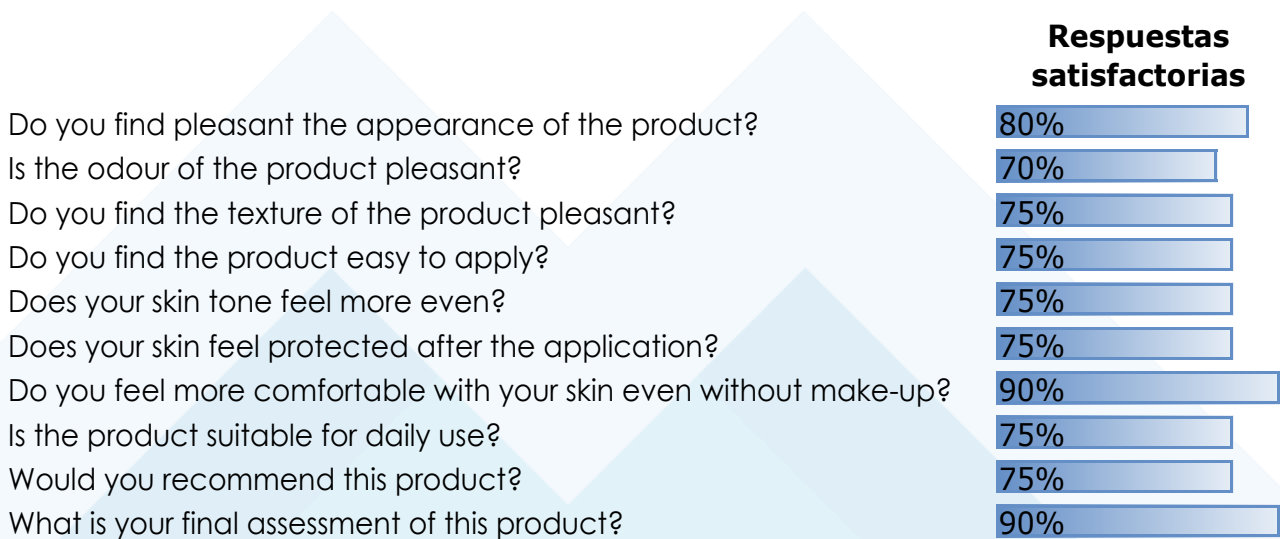 Respuestas
satisfactorias
Do you find pleasant the appearance of the product? 80%
Is the odour of the product pleasant? 70%
Do you find the texture of the product pleasant? 75%
Do you find the product easy to apply? 75%
Does your skin tone feel more even? 75%
Does your skin feel protected after the application? 75%
Do you feel more comfortable with your skin even without make-up? 90%
Is the product suitable for daily use? 75%
Would you recommend this product? 75%
What is your final assessment of this product? 90%